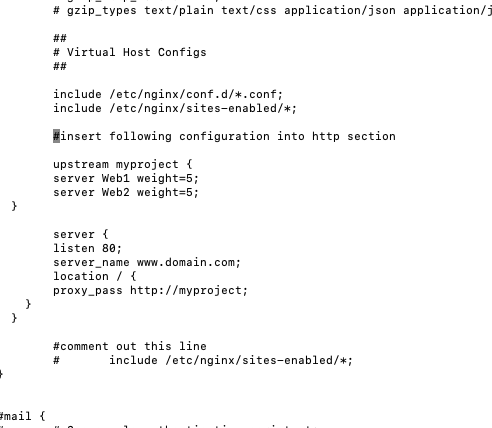 # gzip_types text/plain text/css application/json application/j
##
# Virtual Host Configs
##
include /etc/nginx/conf.d/*.conf;
include /etc/nginx/sites-enabled/*;
#insert following configuration into http section
upstream myproject {
server Web1 weight=5;
server Web2 weight=5;
}
server {
listen 80;
server_name www.domain.com;
location / {
proxy_pass http://myproject;
}
}
#comment out this line
#       include /etc/nginx/sites-enabled/*;
}
#mail {